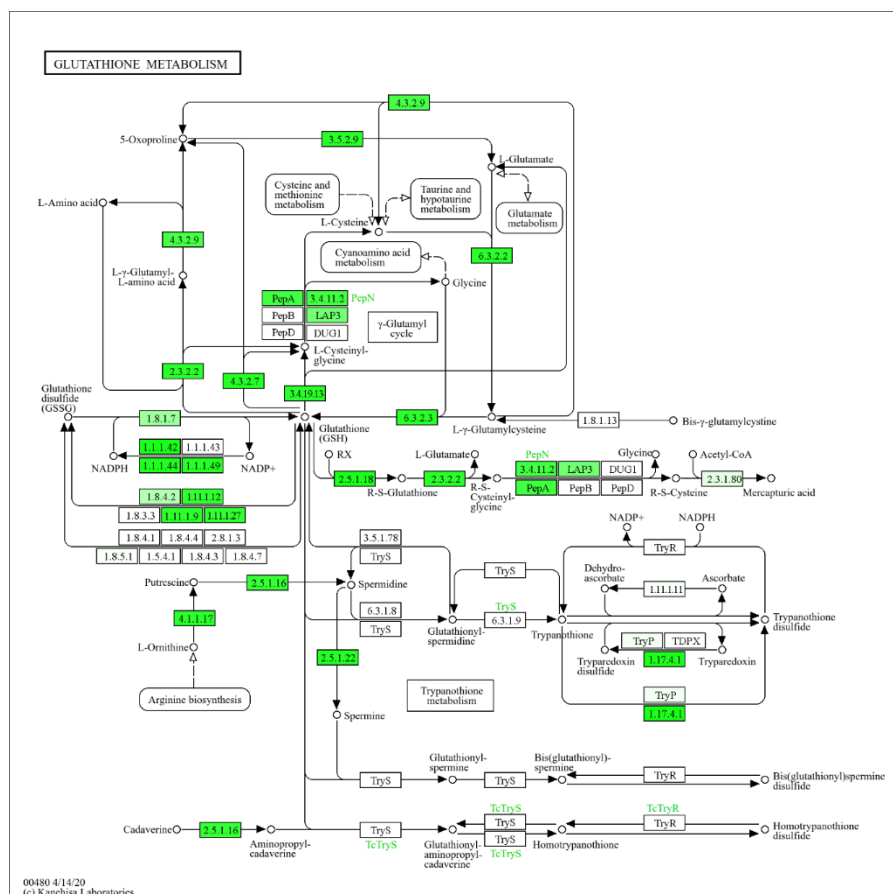 GLUTATHIONE METABOLISM
4.3.2.9
5-Oxoproline
3.5.2.9
L-Glutamate
Cysteine and
methionine
metabolism
Taurine and
hypotaurine
metabolism
Glutamate
metabolism
L-Amino acid
L-Cysteine
4.3.2.9
6.3.2.2
Cyanoamino acid
metabolism
L-γ-Glutamyl-
L-amino acid
Glycine
PepA 3.4.11.2 PepN
PepB LAP3
PepD DUG1
γ-Glutamyl
cycle
L-Cysteinyl-
glycine
2.3.2.2
4.3.2.7
3.4.19.13
Glutathione
disulfide
(GSSG)
1.8.1.7
6.3.2.3
1.8.1.13
Glutathione
(GSH)
L-γ-Glutamylcysteine
Bis-γ-glutamylcystine
1.1.1.42 1.1.1.43
NADPH
NADP+
1.1.1.44 1.1.1.49
RX
L-Glutamate
PepN
Glycine
Acetyl-CoA
2.5.1.18
2.3.2.2
3.4.11.2 LAP3 DUG1
PepA PepB PepD
2.3.1.80
R-S-Glutathione
R-S-
Cysteinyl-
glycine
R-S-Cysteine
Mercapturic acid
1.8.4.2 1.11.1.12
1.8.3.3 1.11.1.9 1.11.1.27
1.8.4.1 1.8.4.4 2.8.1.3
1.8.5.1 1.5.4.1 1.8.4.3 1.8.4.7
3.5.1.78
TryS
NADP+
NADPH
TryR
Putrescine
2.5.1.16
Spermidine
TryS
Dehydro-
ascorbate
Ascorbate
1.11.1.11
4.1.1.17
6.3.1.8
TryS
TryS
6.3.1.9
Glutathionyl-
spermidine
Trypanothione
Trypanothione
disulfide
L-Ornithine
2.5.1.22
TryP TDPX
1.17.4.1
Tryparedoxin
disulfide
Tryparedoxin
Arginine biosynthesis
Trypanothione
metabolism
TryP
1.17.4.1
Spermine
Glutathionyl-
spermine
Bis(glutathionyl)-
spermine
TryS
TryS
TryR
Bis(glutathionyl)spermine
disulfide
Cadaverine
2.5.1.16
Aminopropyl-
cadaverine
TryS
TcTryS
Glutathionyl-
aminopropyl-
cadaverine
TcTryS
TryS
TryS
TcTryS
Homotrypanothione
TcTryR
TryR
Homotrypanothione
disulfide
00480 4/14/20
(c) Kanehisa Laboratories